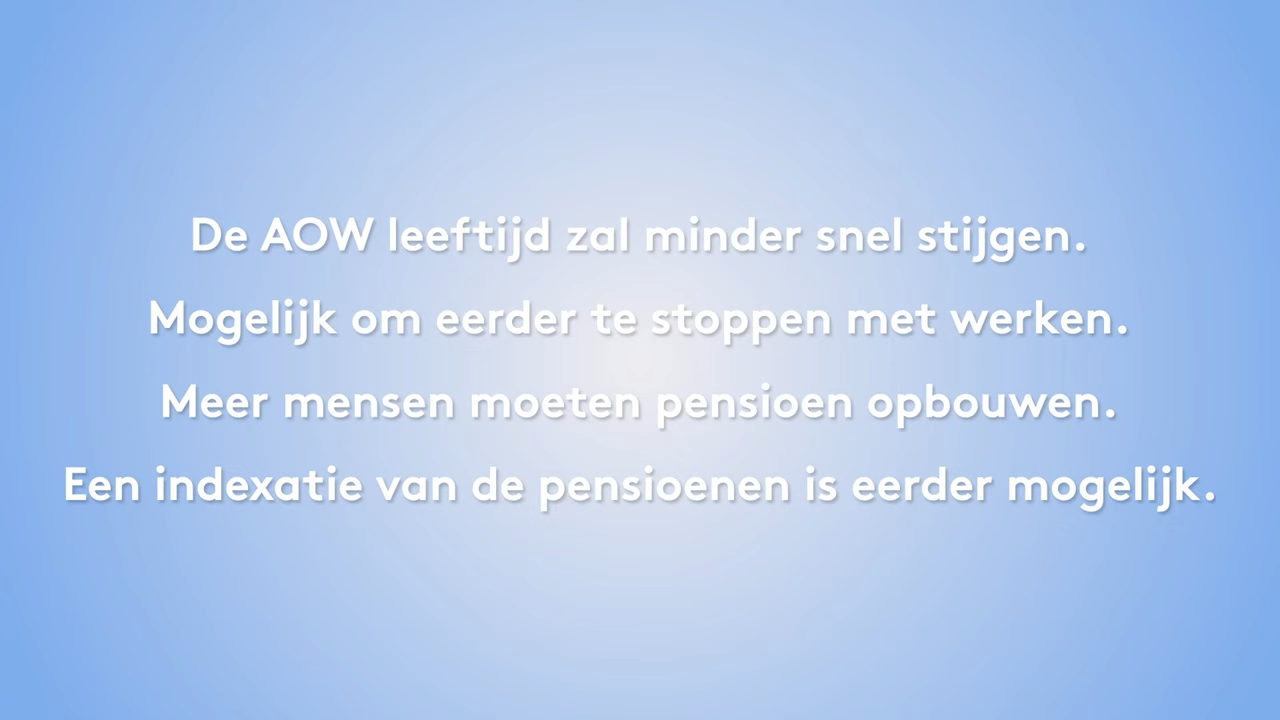 De AOW leeftijd zal minder snel stijgen.
Mogelijk om eerder te stoppen met werken.
Meer mensen moeten pensioen opbouwen.
Een indexatie van de pensioenen is eerder mogelijk.